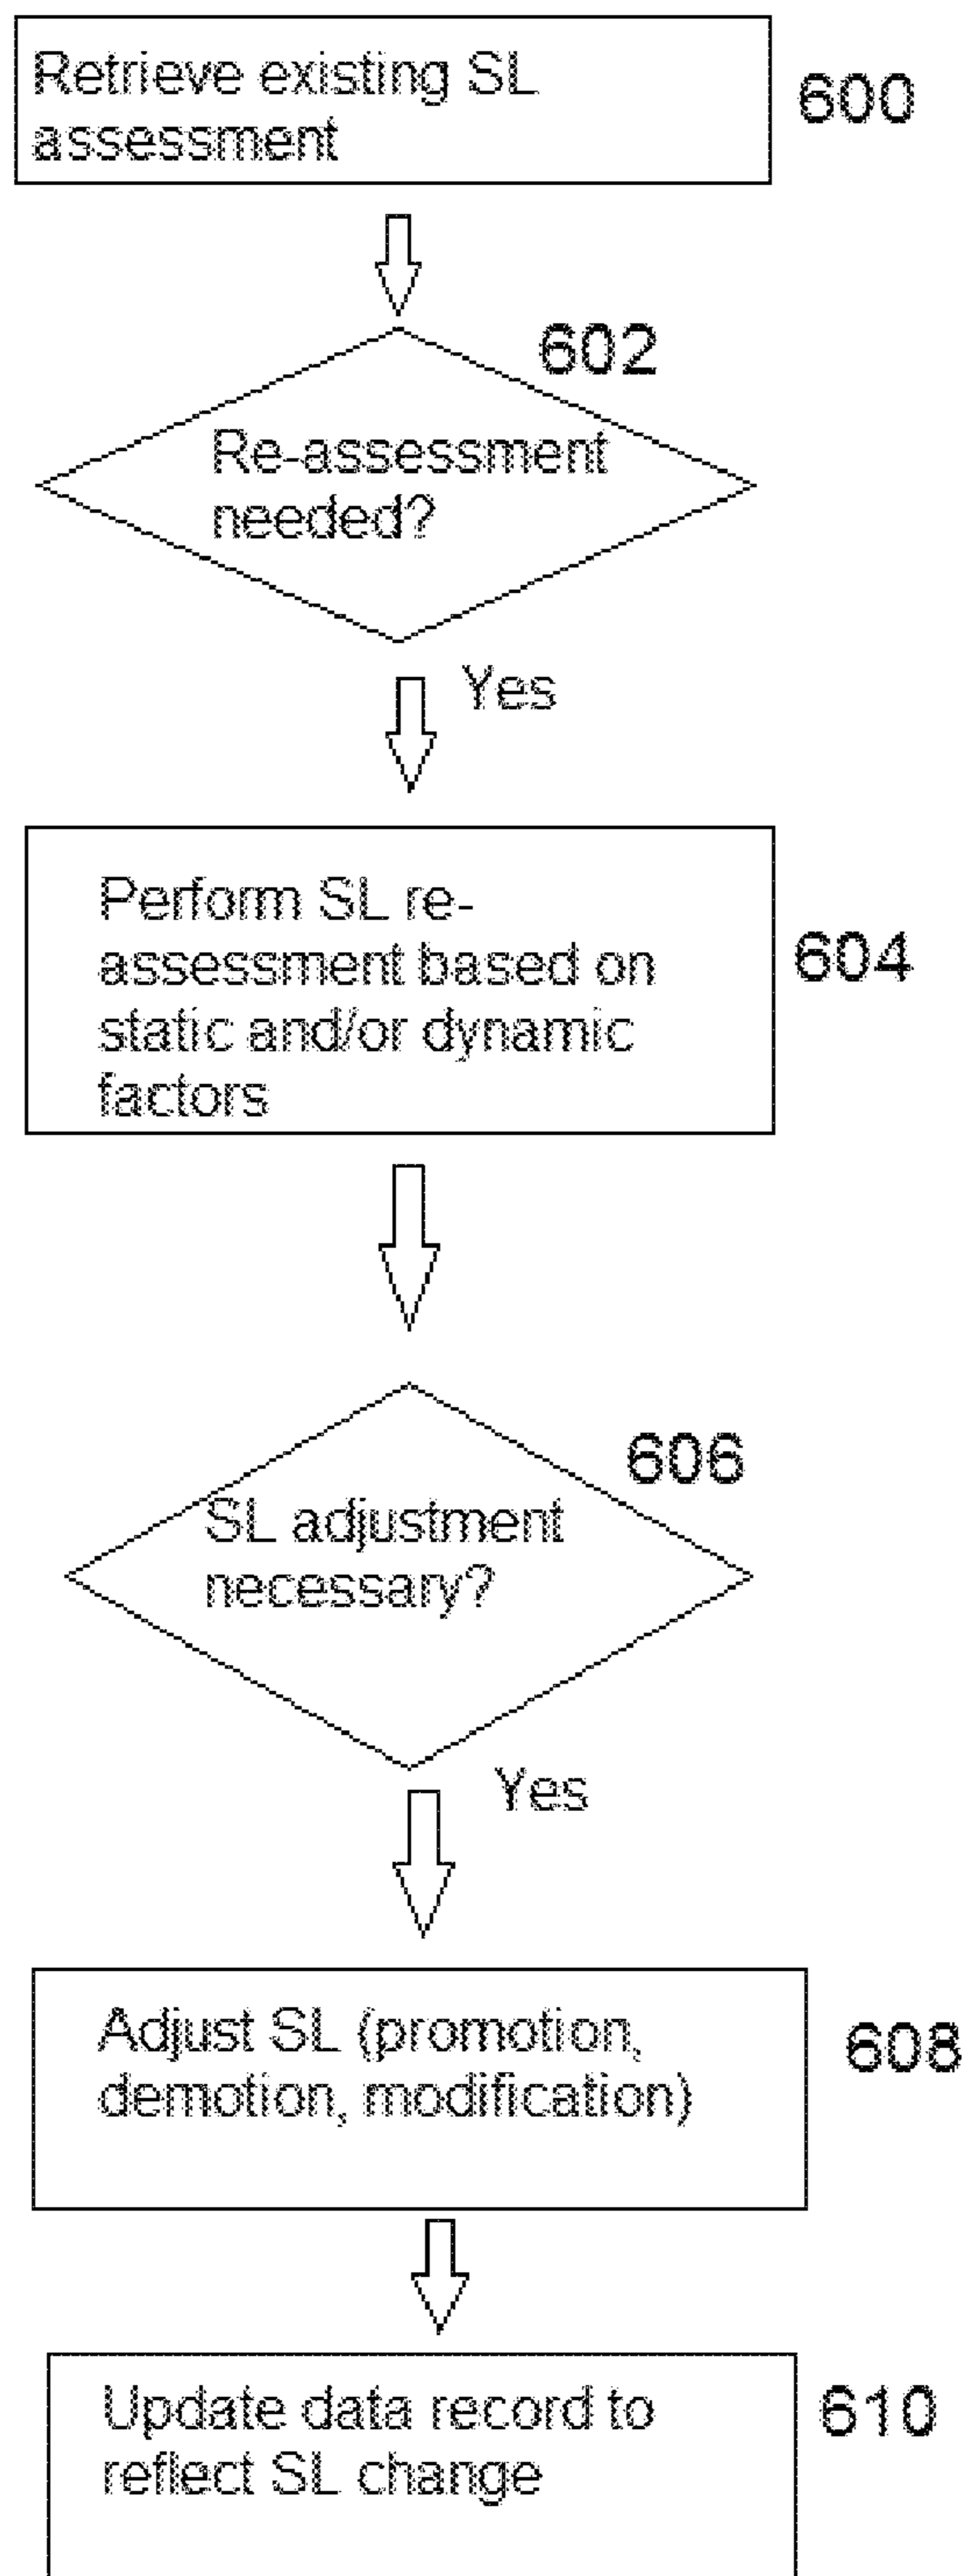 Retrieve existing SL
assessment
600
602
Re-assessment
needed?
Yes
Perform SL re-
assessment based on
static and/or dynamic
factors
604
606
SL adjustment
necessary?
Yes
Adjust SL (promotion,
demotion, modification)
608
Update data record to
reflect SL change
610